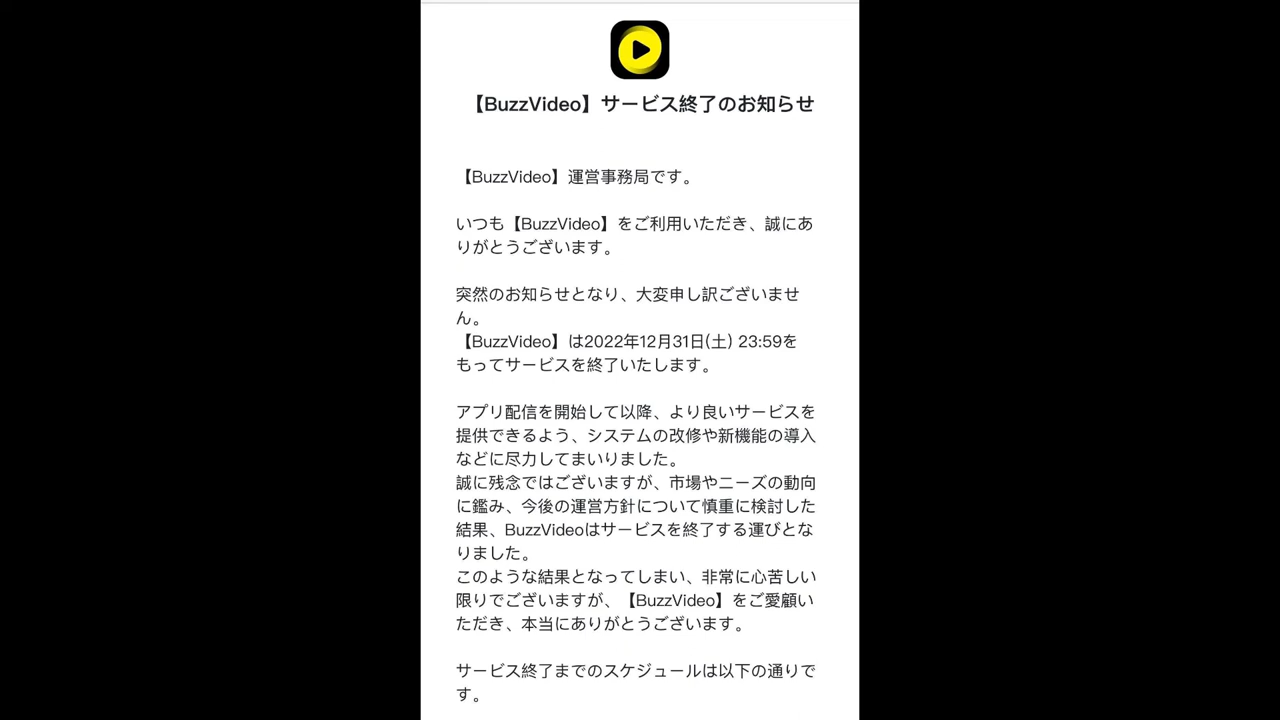 【BuzzVideo】サービス終了のお知らせ
【BuzzVideo】運営事務局です。
いつも【BuzzVideo】をご利用いただき、誠にあ
りがとうございます。
突然のお知らせとなり、大変申し訳ございませ
ん。
【BuzzVideo】は2022年12月31日(土) 23:59を
もってサービスを終了いたします。
アプリ配信を開始して以降、より良いサービスを
提供できるよう、システムの改修や新機能の導入
などに尽力してまいりました。
誠に残念ではございますが、市場やニーズの動向
に鑑み、今後の運営方針について慎重に検討した
結果、BuzzVideoはサービスを終了する運びとな
りました。
このような結果となってしまい、非常に心苦しい
限りでございますが、【BuzzVideo】をご愛顧い
ただき、本当にありがとうございます。
サービス終了までのスケジュールは以下の通りで
す。